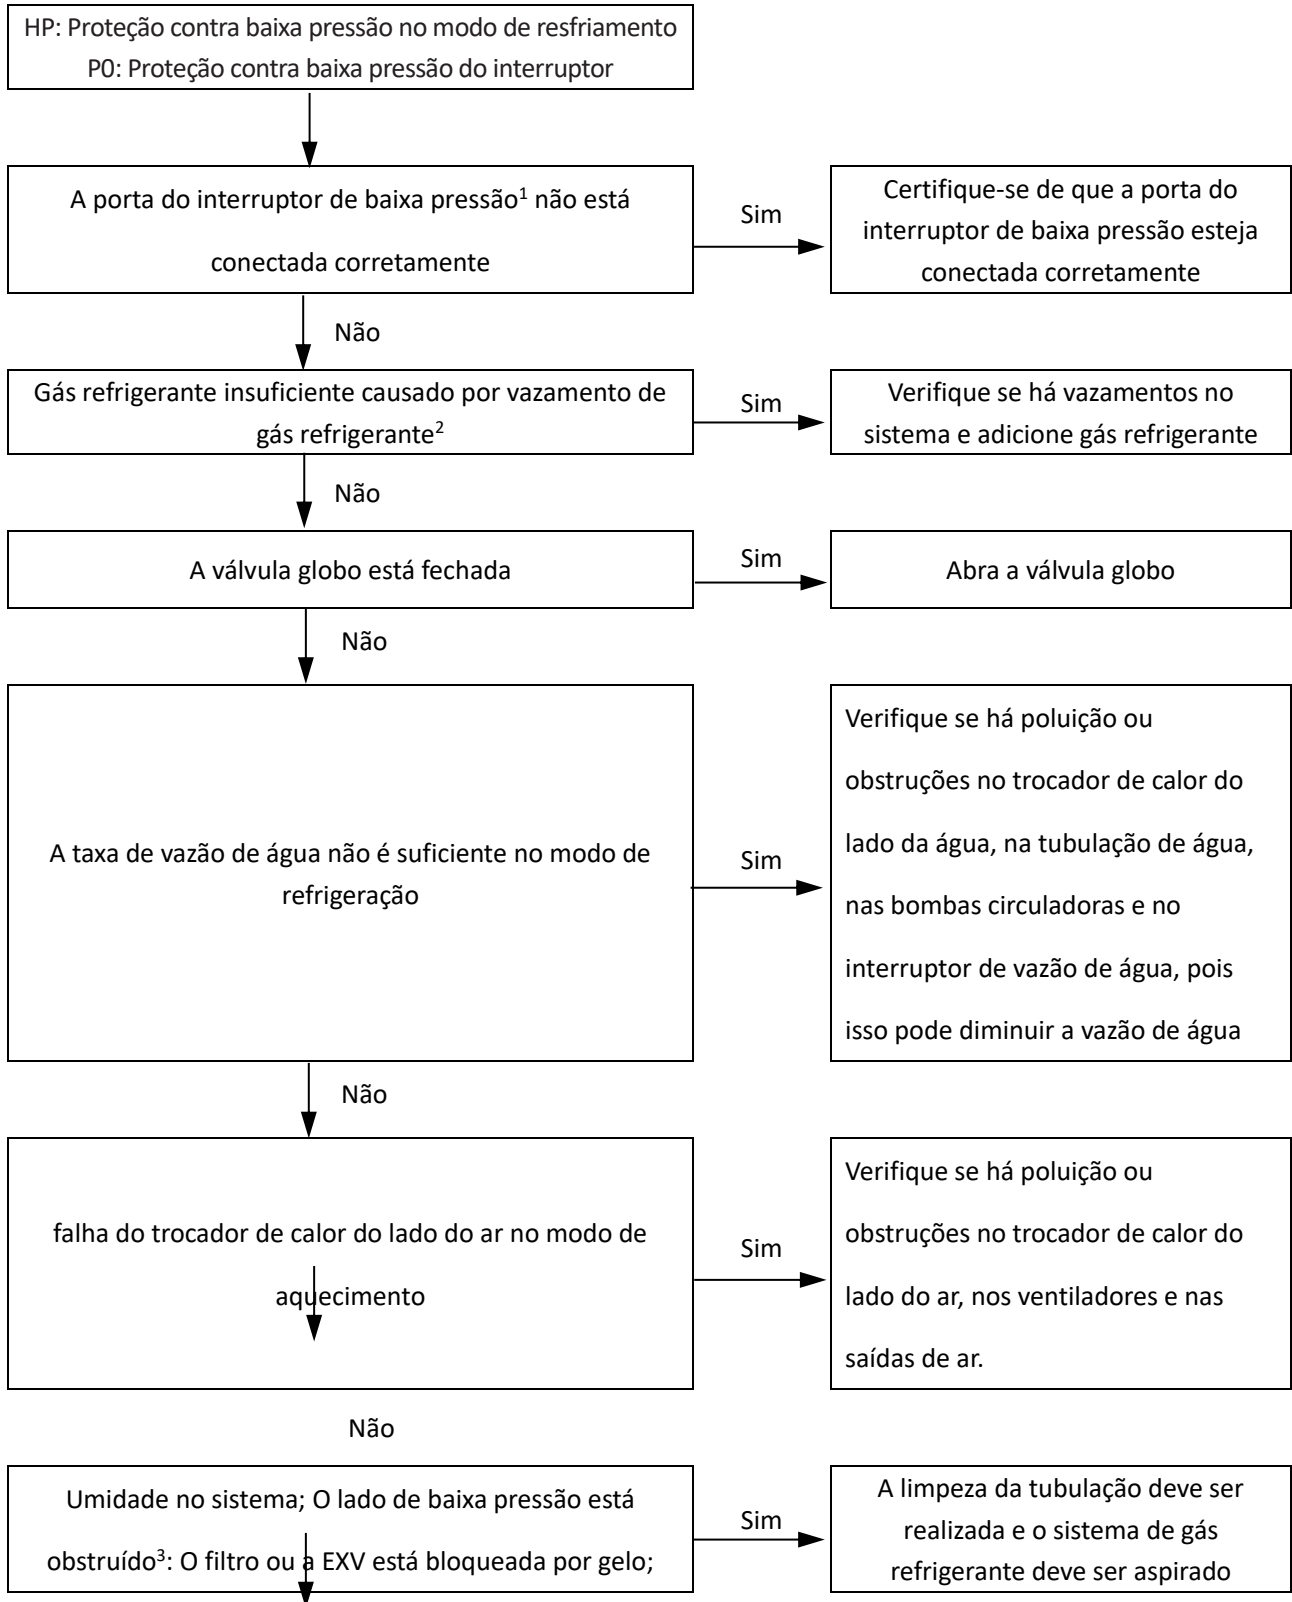 HP: Proteção contra baixa pressão no modo de resfriamento
P0: Proteção contra baixa pressão do interruptor
A porta do interruptor de baixa pressão¹ não está
conectada corretamente
Sim
Certifique-se de que a porta do
interruptor de baixa pressão esteja
conectada corretamente
Não
Gás refrigerante insuficiente causado por vazamento de
gás refrigerante²
Sim
Verifique se há vazamentos no
sistema e adicione gás refrigerante
Não
A válvula globo está fechada
Sim
Abra a válvula globo
Não
A taxa de vazão de água não é suficiente no modo de
refrigeração
Sim
Verifique se há poluição ou
obstruções no trocador de calor do
lado da água, na tubulação de água,
nas bombas circuladoras e no
interruptor de vazão de água, pois
isso pode diminuir a vazão de água
Não
falha do trocador de calor do lado do ar no modo de
aquecimento
Sim
Verifique se há poluição ou
obstruções no trocador de calor do
lado do ar, nos ventiladores e nas
saídas de ar.
Não
Umidade no sistema; O lado de baixa pressão está
obstruído³: O filtro ou a EXV está bloqueada por gelo;
Sim
A limpeza da tubulação deve ser
realizada e o sistema de gás
refrigerante deve ser aspirado